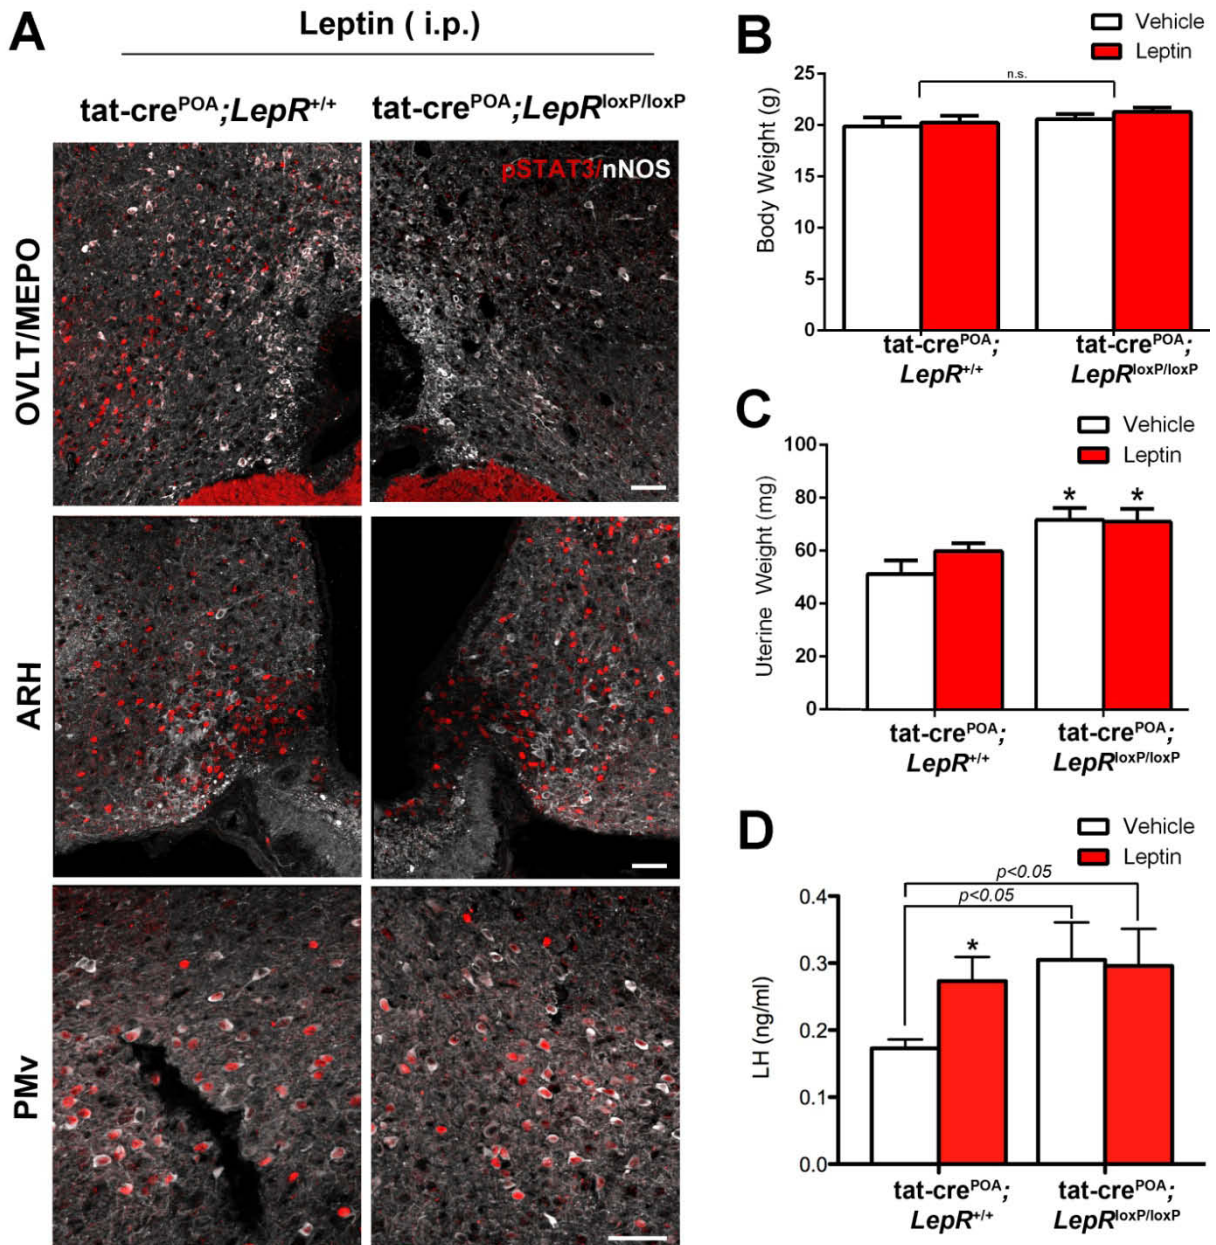 A
Leptin ( i.p.)
tat-cre^POA;LepR^+/+
tat-cre^POA;LepR^loxP/loxP
pSTAT3/nNOS
OVLT/MEPO
ARH
PMv
B
Vehicle
Leptin
n.s.
Body Weight (g)
25
20
15
10
5
0
tat-cre^POA;
LepR^+/+
tat-cre^POA;
LepR^loxP/loxP
C
Vehicle
Leptin
Uterine Weight (mg)
100
80
60
40
20
0
* *
tat-cre^POA;
LepR^+/+
tat-cre^POA;
LepR^loxP/loxP
D
Vehicle
Leptin
p<0.05
p<0.05
*
LH (ng/ml)
0.4
0.3
0.2
0.1
0.0
tat-cre^POA;
LepR^+/+
tat-cre^POA;
LepR^loxP/loxP